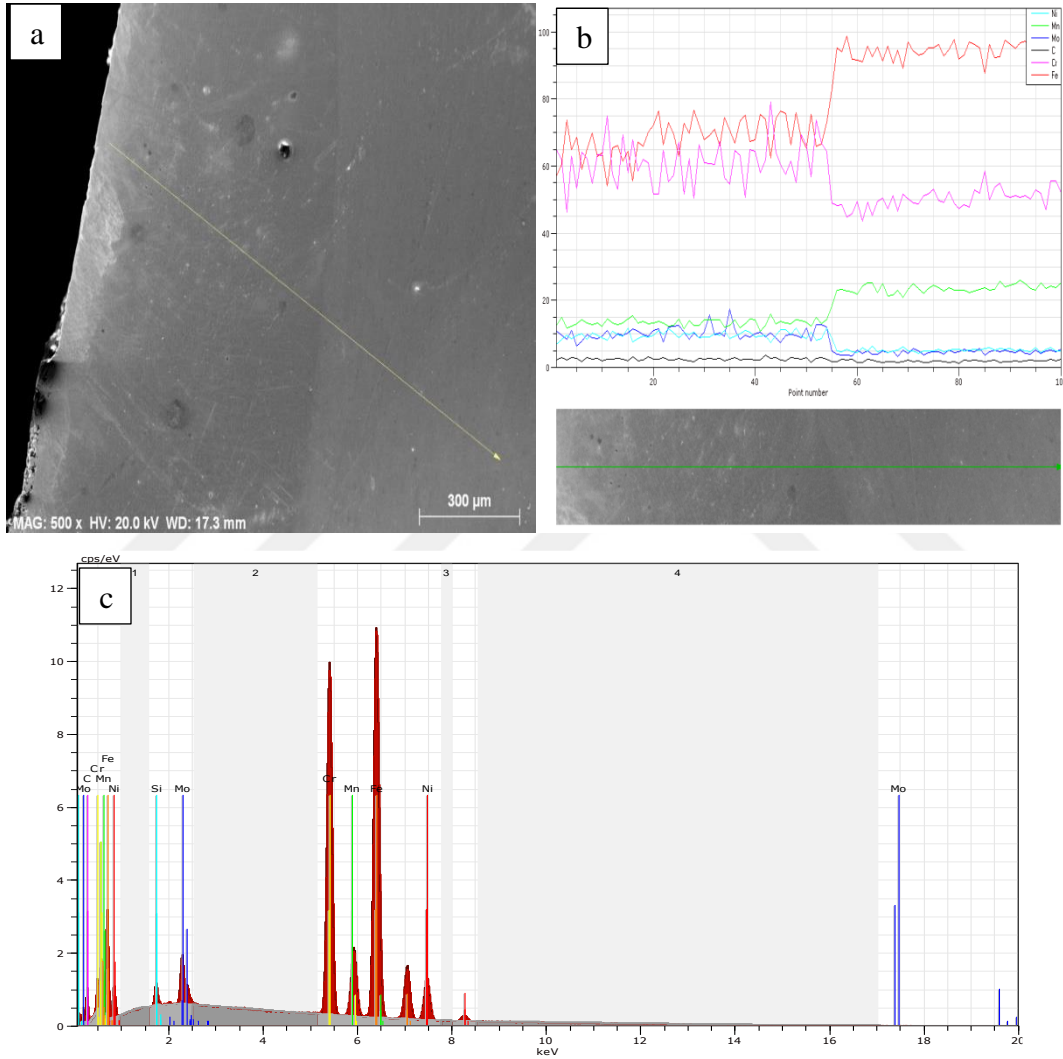 a
300 µm
MAG: 500 x HV: 20.0 kV WD: 17.3 mm
b
Ni
Mn
Mo
C
Cr
Fe
100
80
60
40
20
0
20 40 60 80 100
Point number
c
cps/eV
1 2 3 4
12
10
8
6
4
2
0
Fe
Cr
C Mn
Mo Ni Si Mo Cr Mn Fe Ni Mo
2 4 6 8 10 12 14 16 18 20
keV